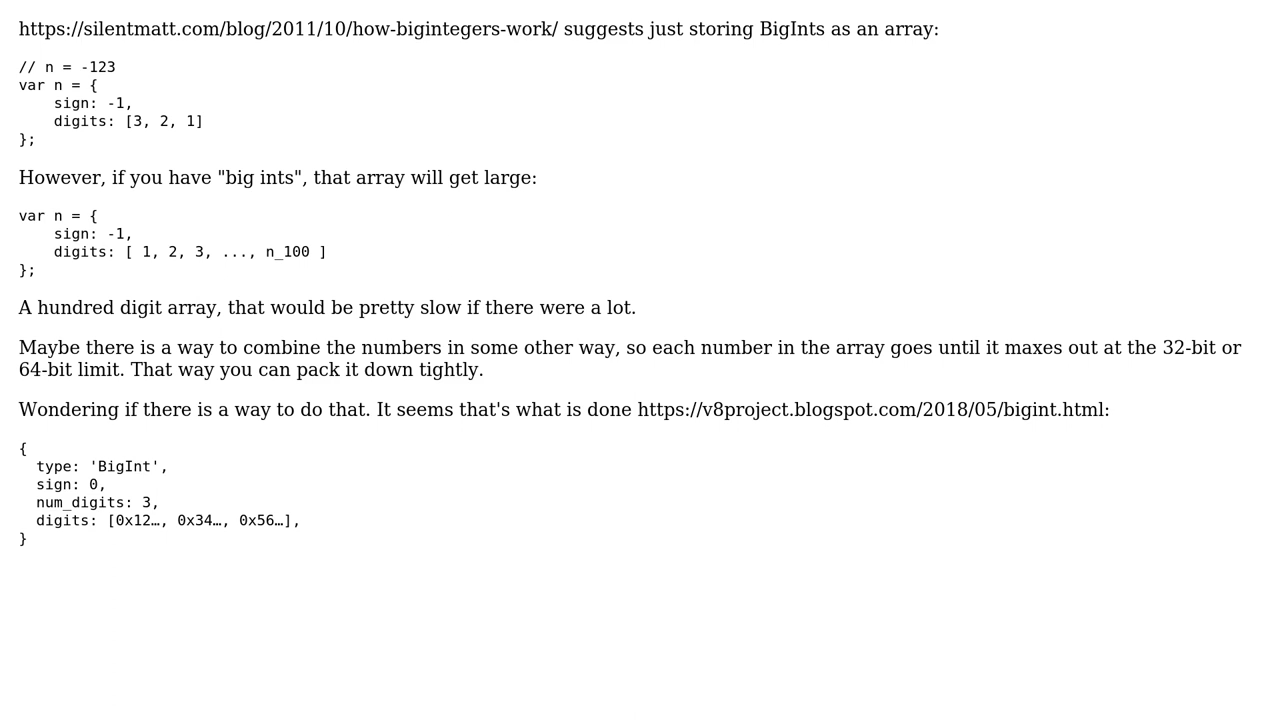 https://silentmatt.com/blog/2011/10/how-bigintegers-work/ suggests just storing BigInts as an array:
// n = -123
var n = {
    sign: -1,
    digits: [3, 2, 1]
};
However, if you have "big ints", that array will get large:
var n = {
    sign: -1,
    digits: [ 1, 2, 3, ..., n_100 ]
};
A hundred digit array, that would be pretty slow if there were a lot.
Maybe there is a way to combine the numbers in some other way, so each number in the array goes until it maxes out at the 32-bit or
64-bit limit. That way you can pack it down tightly.
Wondering if there is a way to do that. It seems that's what is done https://v8project.blogspot.com/2018/05/bigint.html:
{
  type: 'BigInt',
  sign: 0,
  num_digits: 3,
  digits: [0x12…, 0x34…, 0x56…],
}